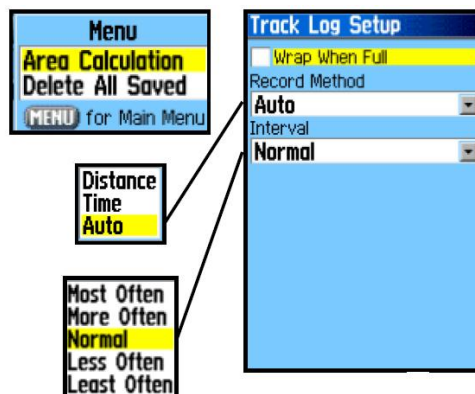 Menu
Area Calculation
Delete All Saved
MENU for Main Menu
Distance
Time
Auto
Most Often
More Often
Normal
Less Often
Least Often
Track Log Setup
Wrap When Full
Record Method
Auto
Interval
Normal